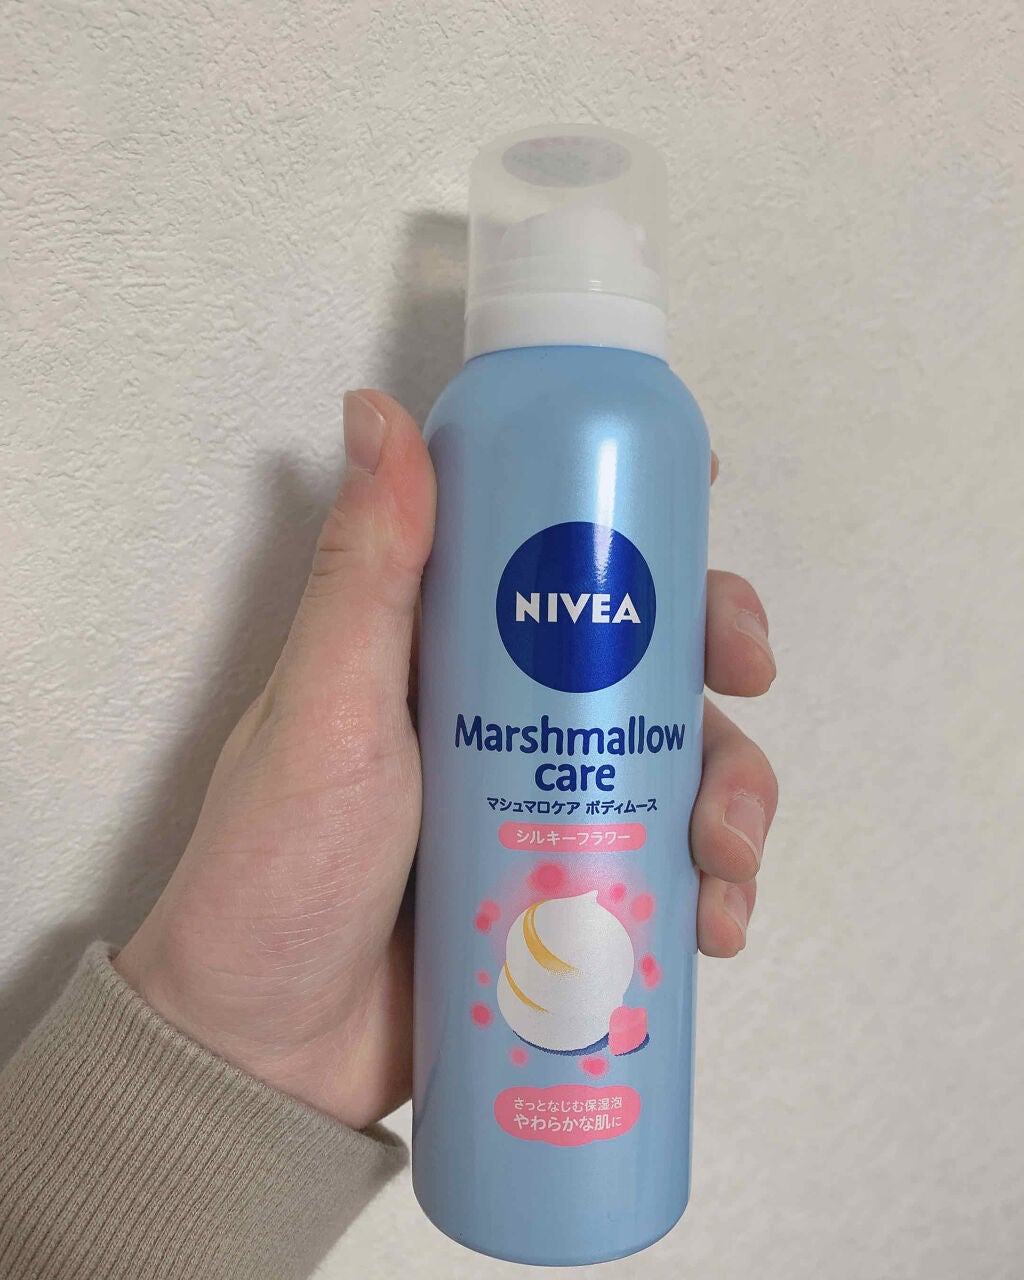 NIVEA
Marshmallow
care
マシュマロケア ボディムース
シルキーフラワー
さっとなじむ保湿泡
やわらかな肌に